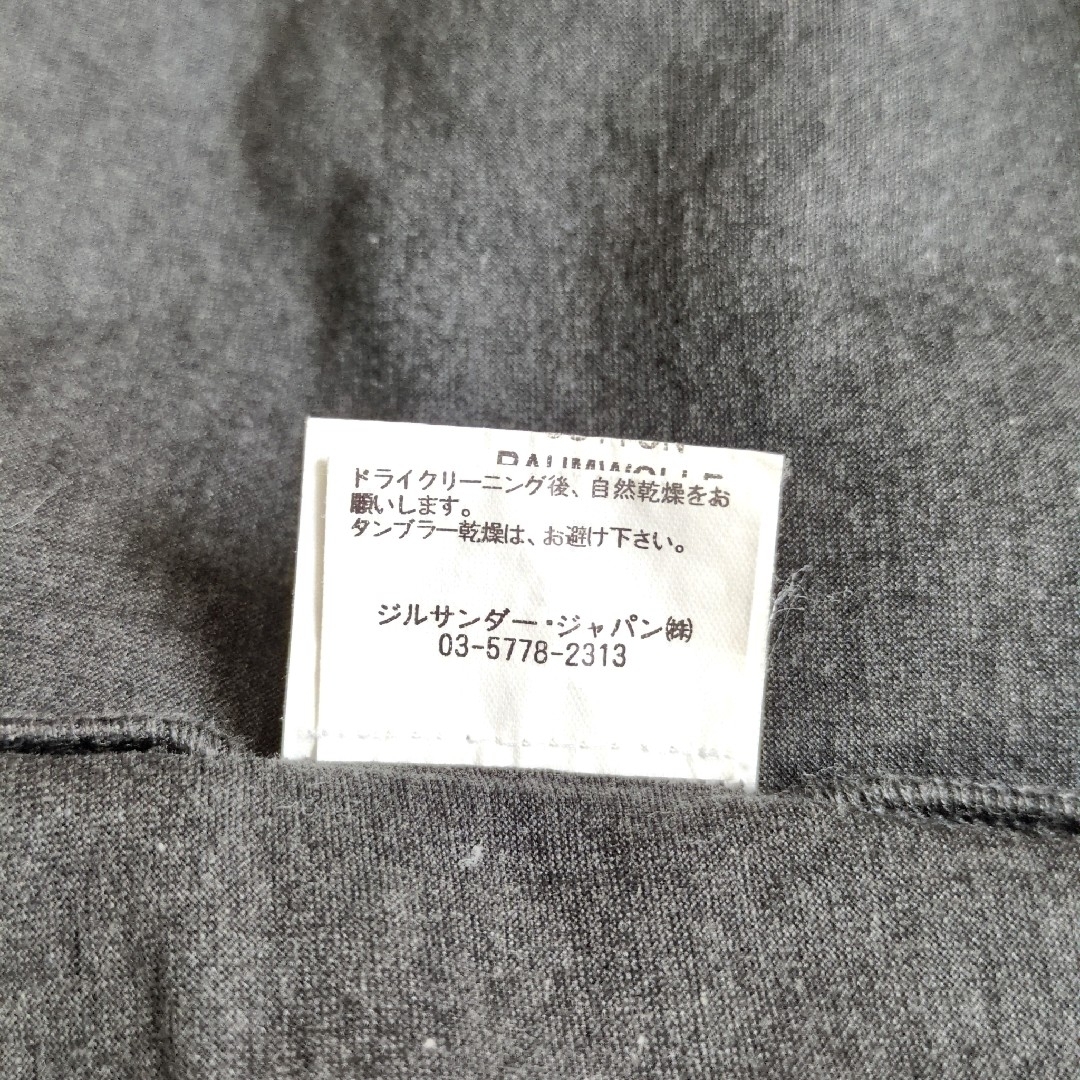 COTTON
BAUMWOLLE
ドライクリーニング後、自然乾燥をお
願いします。
タンブラー乾燥は、お避け下さい。
ジルサンダー・ジャパン㈱
03-5778-2313